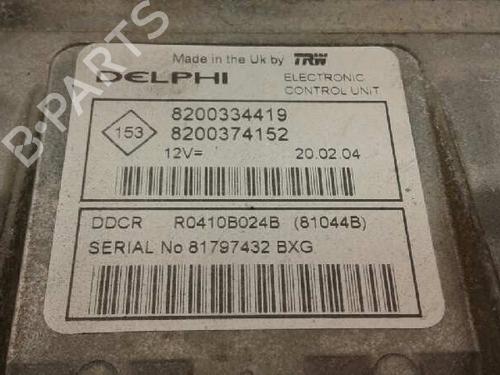 Made in the Uk by TRW
DELPHI
ELECTRONIC
CONTROL UNIT
153
8200334419
8200374152
12V=
20.02.04
DDCR R0410B024B (81044B)
SERIAL No 81797432 BXG
B-PARTS